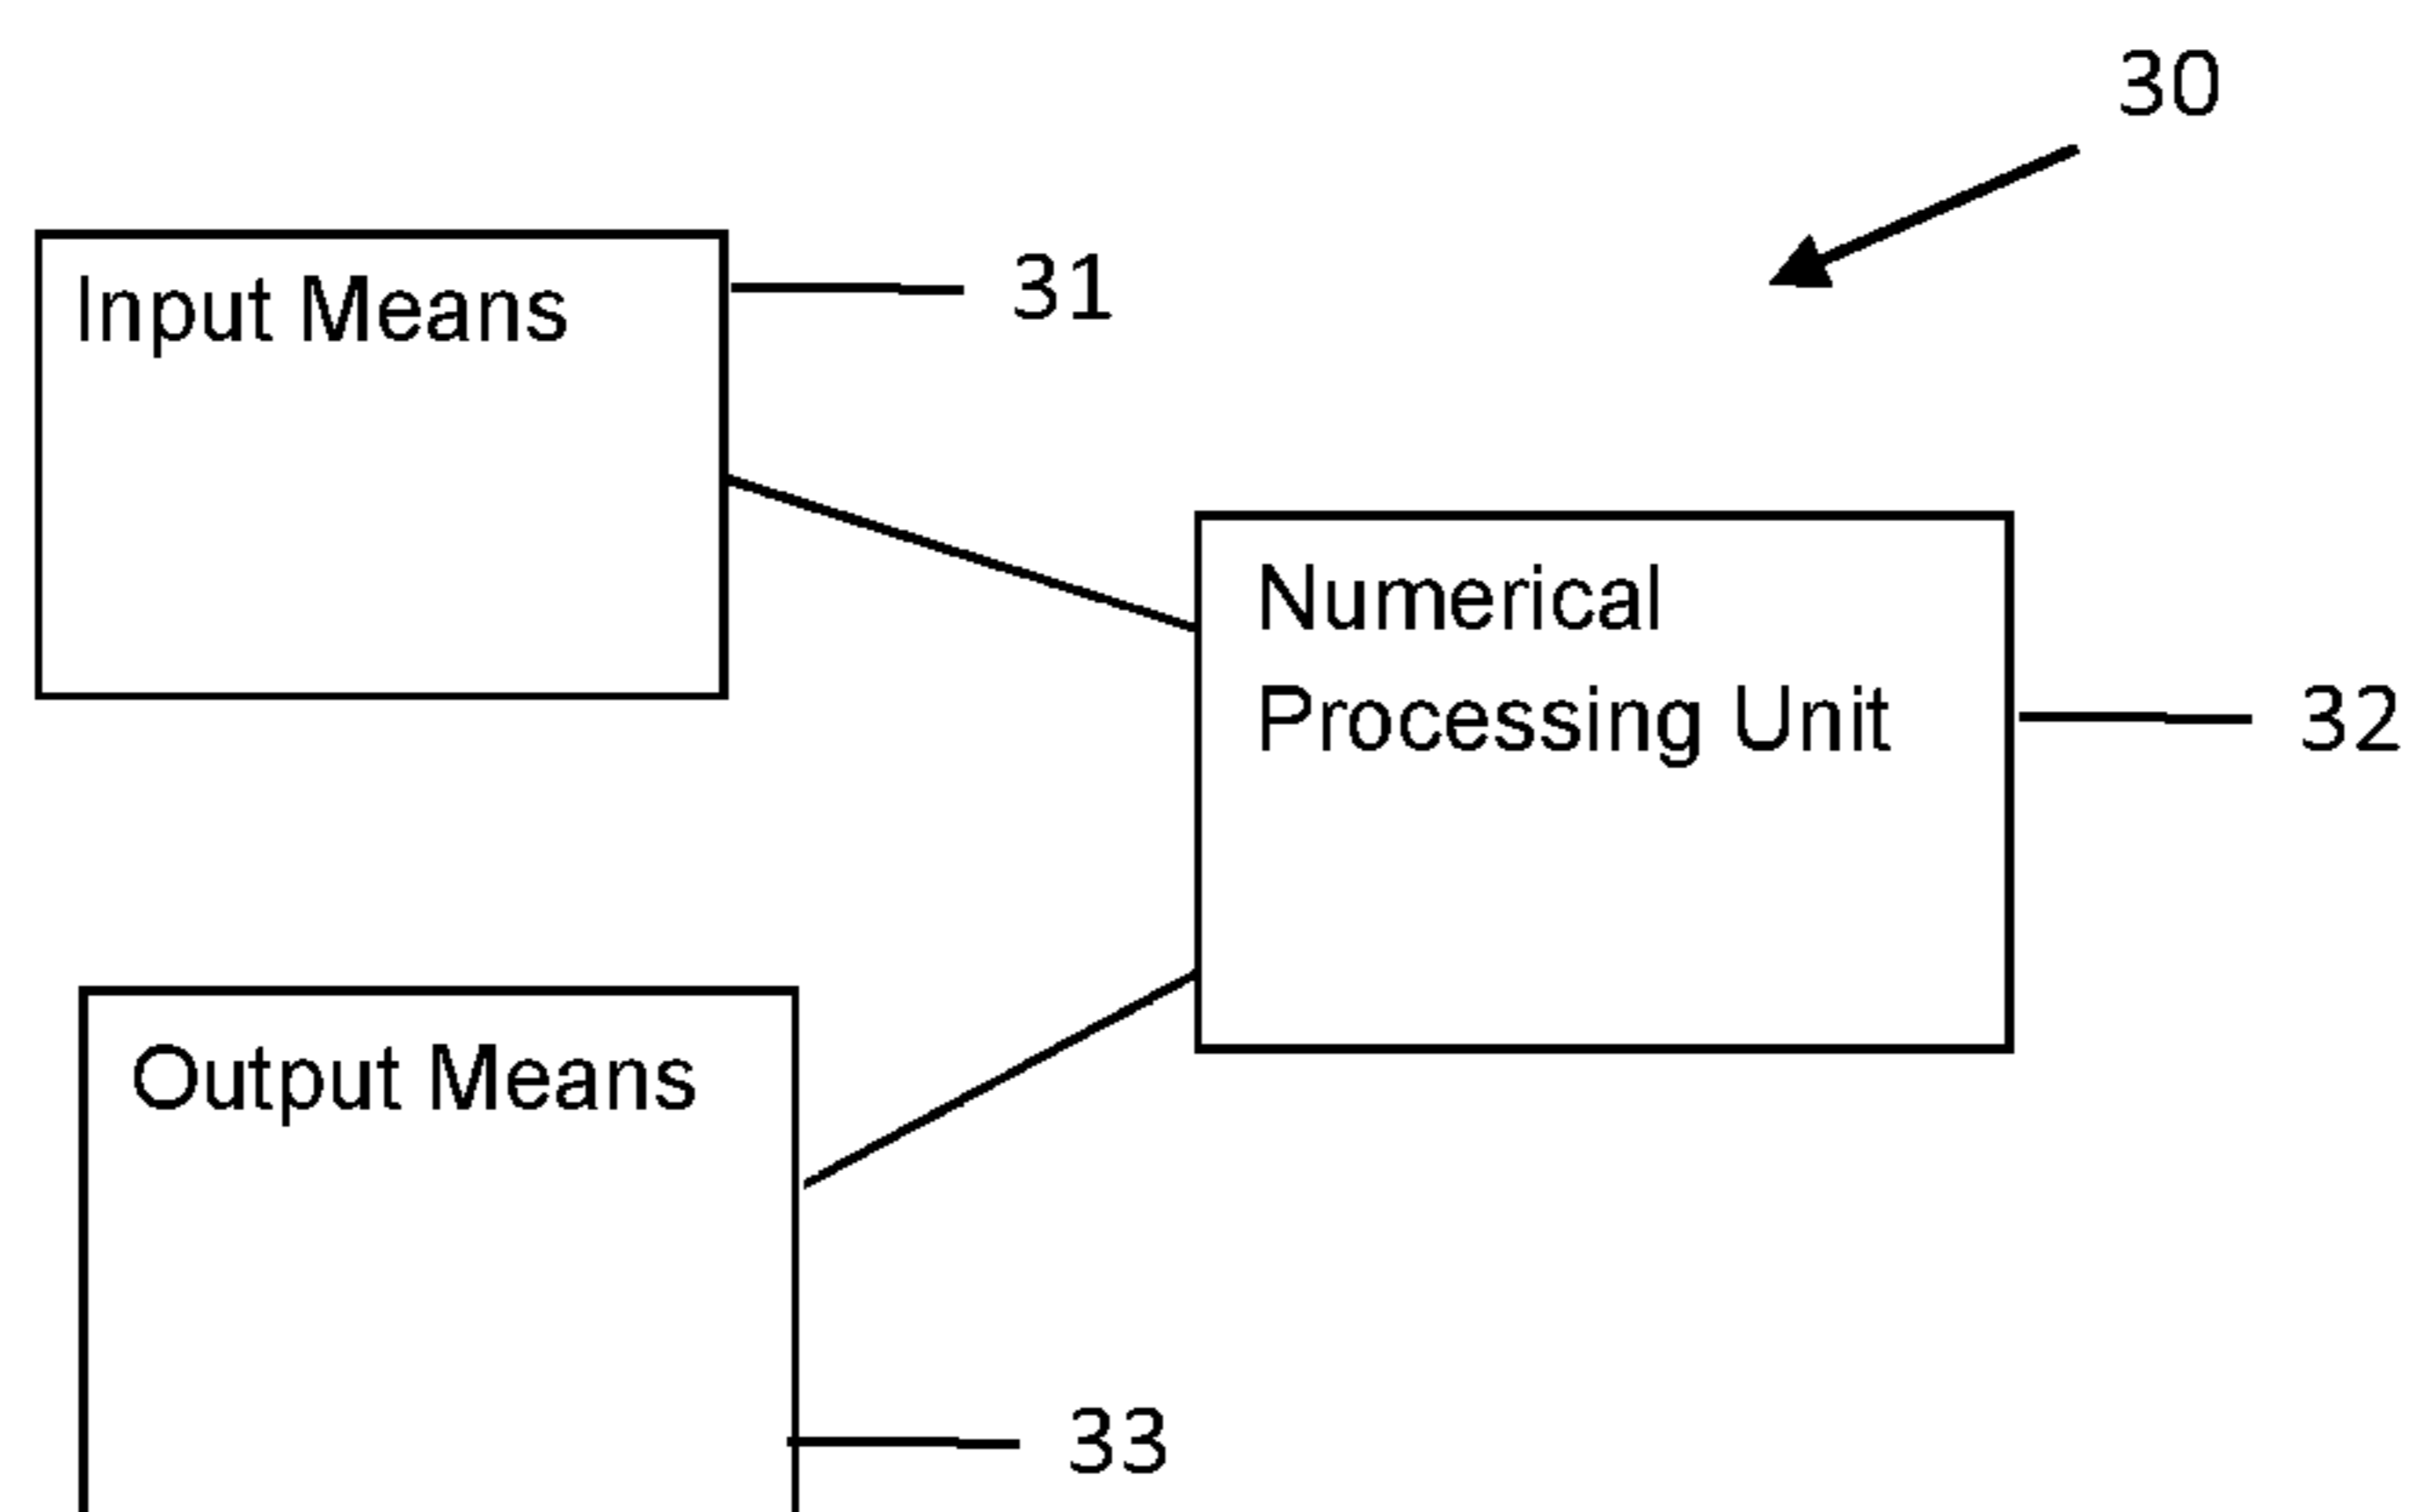 30
Input Means
31
Numerical
Processing Unit
32
Output Means
33